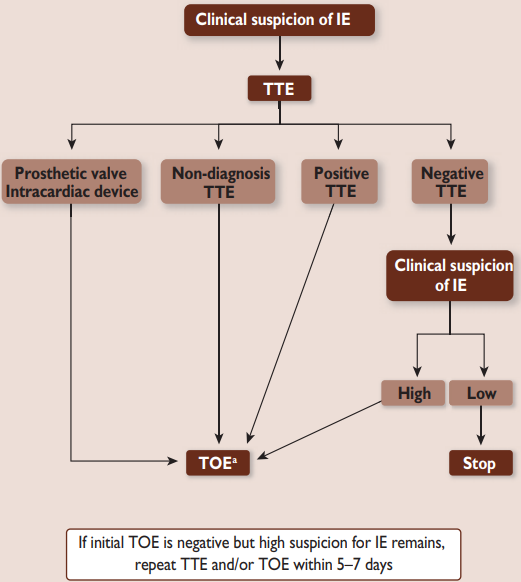 Clinical suspicion of IE
TTE
Prosthetic valve
Intracardiac device
Non-diagnosis
TTE
Positive
TTE
Negative
TTE
Clinical suspicion
of IE
High
Low
TOEª
Stop
If initial TOE is negative but high suspicion for IE remains,
repeat TTE and/or TOE within 5–7 days